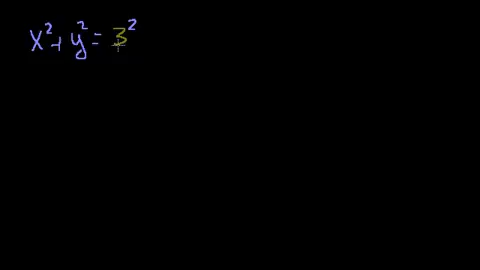 x² + y² = 3²